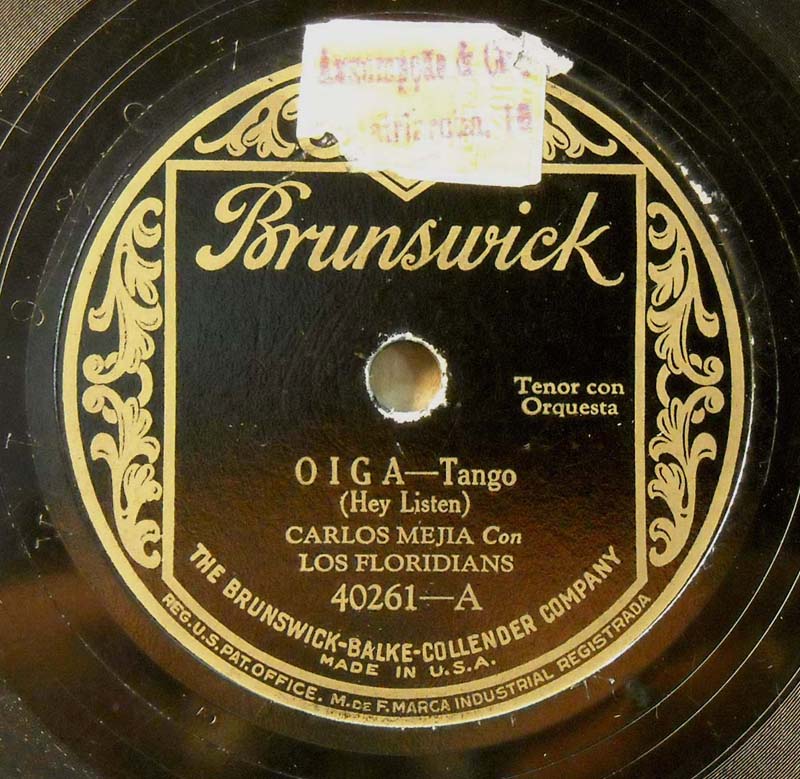 Brunswick
Tenor con
Orquesta
OIGA—Tango
(Hey Listen)
CARLOS MEJIA Con
LOS FLORIDIANS
40261—A
THE BRUNSWICK-BALKE-COLLENDER COMPANY
MADE IN U.S.A.
REG. U.S. PAT. OFFICE. M. DE F. MARCA INDUSTRIAL REGISTRADA